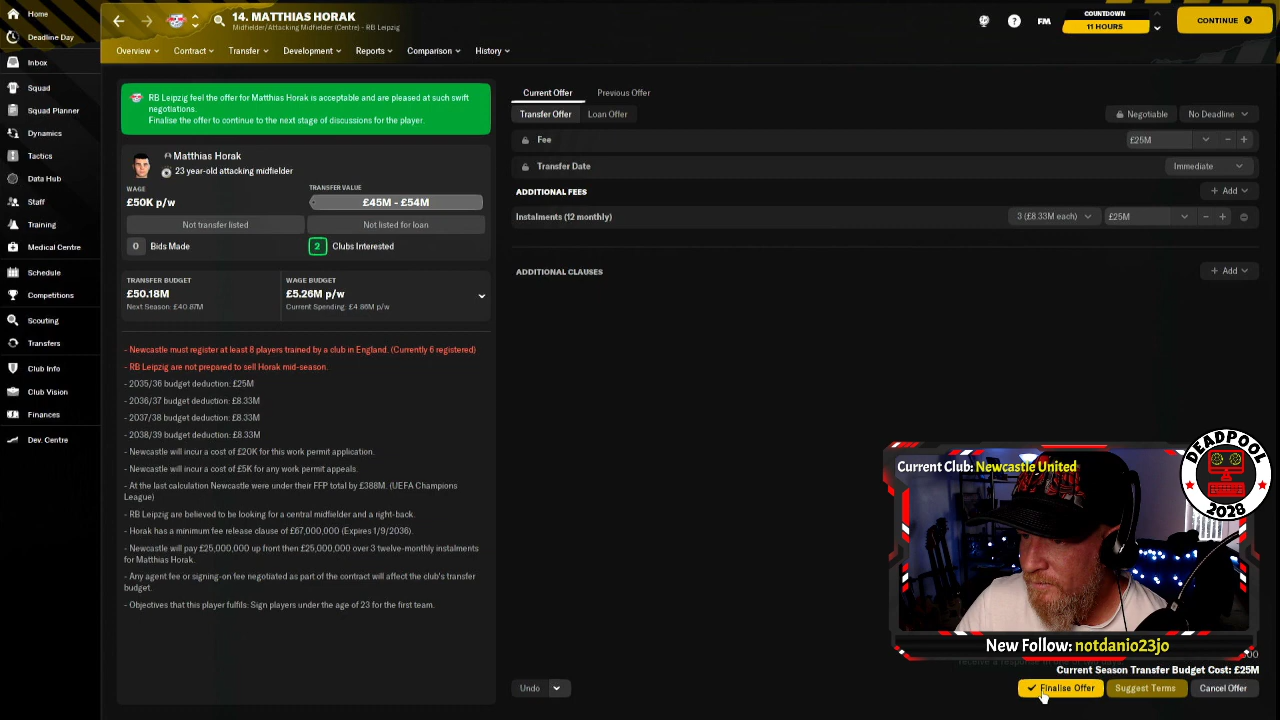 Home
Deadline Day
Inbox
Squad
Squad Planner
Dynamics
Tactics
Data Hub
Staff
Training
Medical Centre
Schedule
Competitions
Scouting
Transfers
Club Info
Club Vision
Finances
Dev. Centre
14. MATTHIAS HORAK
Midfielder/Attacking Midfielder (Centre) - RB Leipzig
FM
COUNTDOWN
11 HOURS
CONTINUE
Overview
Contract
Transfer
Development
Reports
Comparison
History
RB Leipzig feel the offer for Matthias Horak is acceptable and are pleased at such swift
negotiations.
Finalise the offer to continue to the next stage of discussions for the player.
Matthias Horak
23 year-old attacking midfielder
WAGE
£50K p/w
TRANSFER VALUE
£45M - £54M
Not transfer listed
Not listed for loan
0 Bids Made
2 Clubs Interested
TRANSFER BUDGET
£50.18M
Next Season: £40.87M
WAGE BUDGET
£5.26M p/w
Current Spending: £4.86M p/w
- Newcastle must register at least 8 players trained by a club in England. (Currently 6 registered)
- RB Leipzig are not prepared to sell Horak mid-season.
- 2035/36 budget deduction: £25M
- 2036/37 budget deduction: £8.33M
- 2037/38 budget deduction: £8.33M
- 2038/39 budget deduction: £8.33M
- Newcastle will incur a cost of £20K for this work permit application.
- Newcastle will incur a cost of £5K for any work permit appeals.
- At the last calculation Newcastle were under their FFP total by £388M. (UEFA Champions
League)
- RB Leipzig are believed to be looking for a central midfielder and a right-back.
- Horak has a minimum fee release clause of £67,000,000 (Expires 1/9/2036).
- Newcastle will pay £25,000,000 up front then £25,000,000 over 3 twelve-monthly instalments
for Matthias Horak.
- Any agent fee or signing-on fee negotiated as part of the contract will affect the club's transfer
budget.
- Objectives that this player fulfils: Sign players under the age of 23 for the first team.
Current Offer
Previous Offer
Transfer Offer
Loan Offer
Negotiable
No Deadline
Fee
£25M
Transfer Date
Immediate
ADDITIONAL FEES
+ Add
Instalments (12 monthly)
3 (£8.33M each)
£25M
ADDITIONAL CLAUSES
+ Add
Current Club: Newcastle United
DEADPOOL
2028
New Follow: notdanio23jo
Current Season Transfer Budget Cost: £25M
Undo
Finalise Offer
Suggest Terms
Cancel Offer